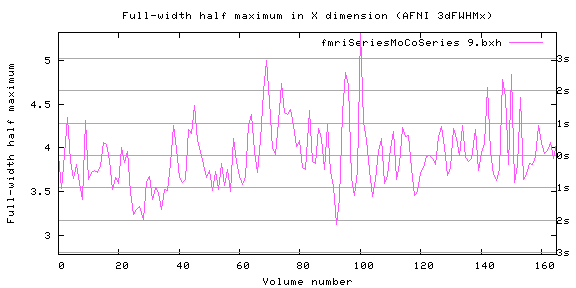 Full-width half maximum in X dimension (AFNI 3dFWHMx)
fmriSeriesMoCoSeries 9.bxh
Full-width half maximum
5
4.5
4
3.5
3
3s
2s
1s
0s
1s
2s
3s
0 20 40 60 80 100 120 140 160
Volume number